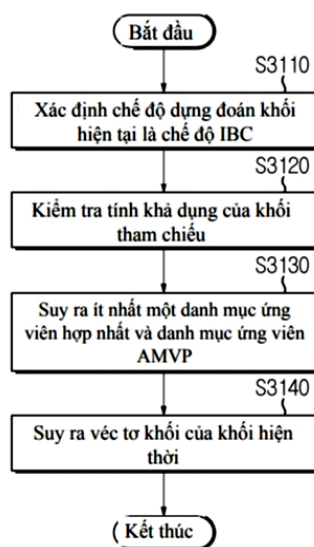 Bắt đầu
S3110
Xác định chế độ dựng đoán khối
hiện tại là chế độ IBC
S3120
Kiểm tra tính khả dụng của khối
tham chiếu
S3130
Suy ra ít nhất một danh mục ứng
viên hợp nhất và danh mục ứng viên
AMVP
S3140
Suy ra véc tơ khối của khối hiện
thời
Kết thúc